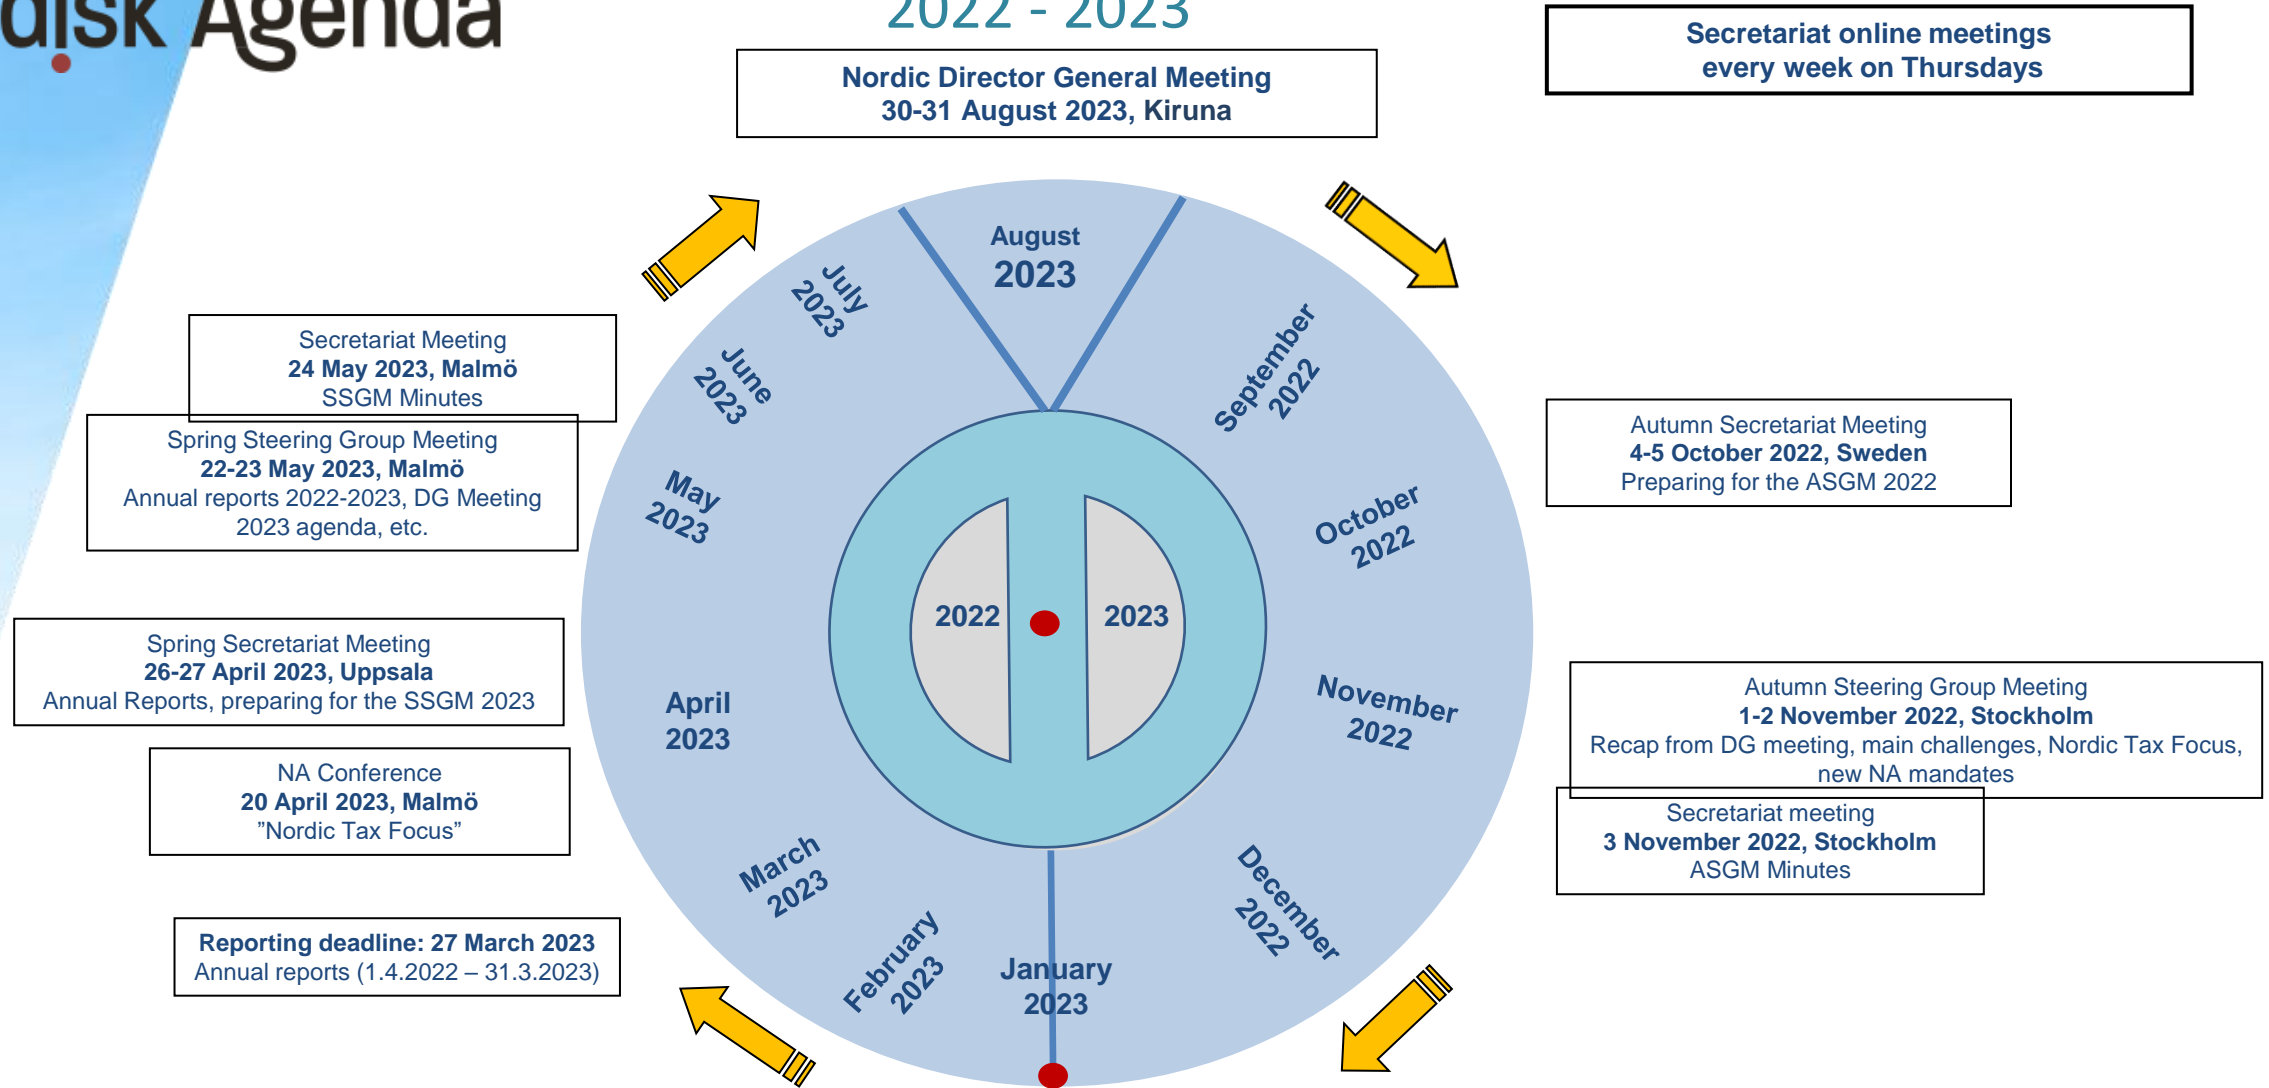 disk Agenda
2022 - 2023
Nordic Director General Meeting
30-31 August 2023, Kiruna
Secretariat online meetings
every week on Thursdays
August
2023
September
2022
October
2022
November
2022
December
2022
January
2023
February
2023
March
2023
April
2023
May
2023
June
2023
July
2023
2022
2023
Autumn Secretariat Meeting
4-5 October 2022, Sweden
Preparing for the ASGM 2022
Autumn Steering Group Meeting
1-2 November 2022, Stockholm
Recap from DG meeting, main challenges, Nordic Tax Focus,
new NA mandates
Secretariat meeting
3 November 2022, Stockholm
ASGM Minutes
Secretariat Meeting
24 May 2023, Malmö
SSGM Minutes
Spring Steering Group Meeting
22-23 May 2023, Malmö
Annual reports 2022-2023, DG Meeting
2023 agenda, etc.
Spring Secretariat Meeting
26-27 April 2023, Uppsala
Annual Reports, preparing for the SSGM 2023
NA Conference
20 April 2023, Malmö
”Nordic Tax Focus”
Reporting deadline: 27 March 2023
Annual reports (1.4.2022 – 31.3.2023)